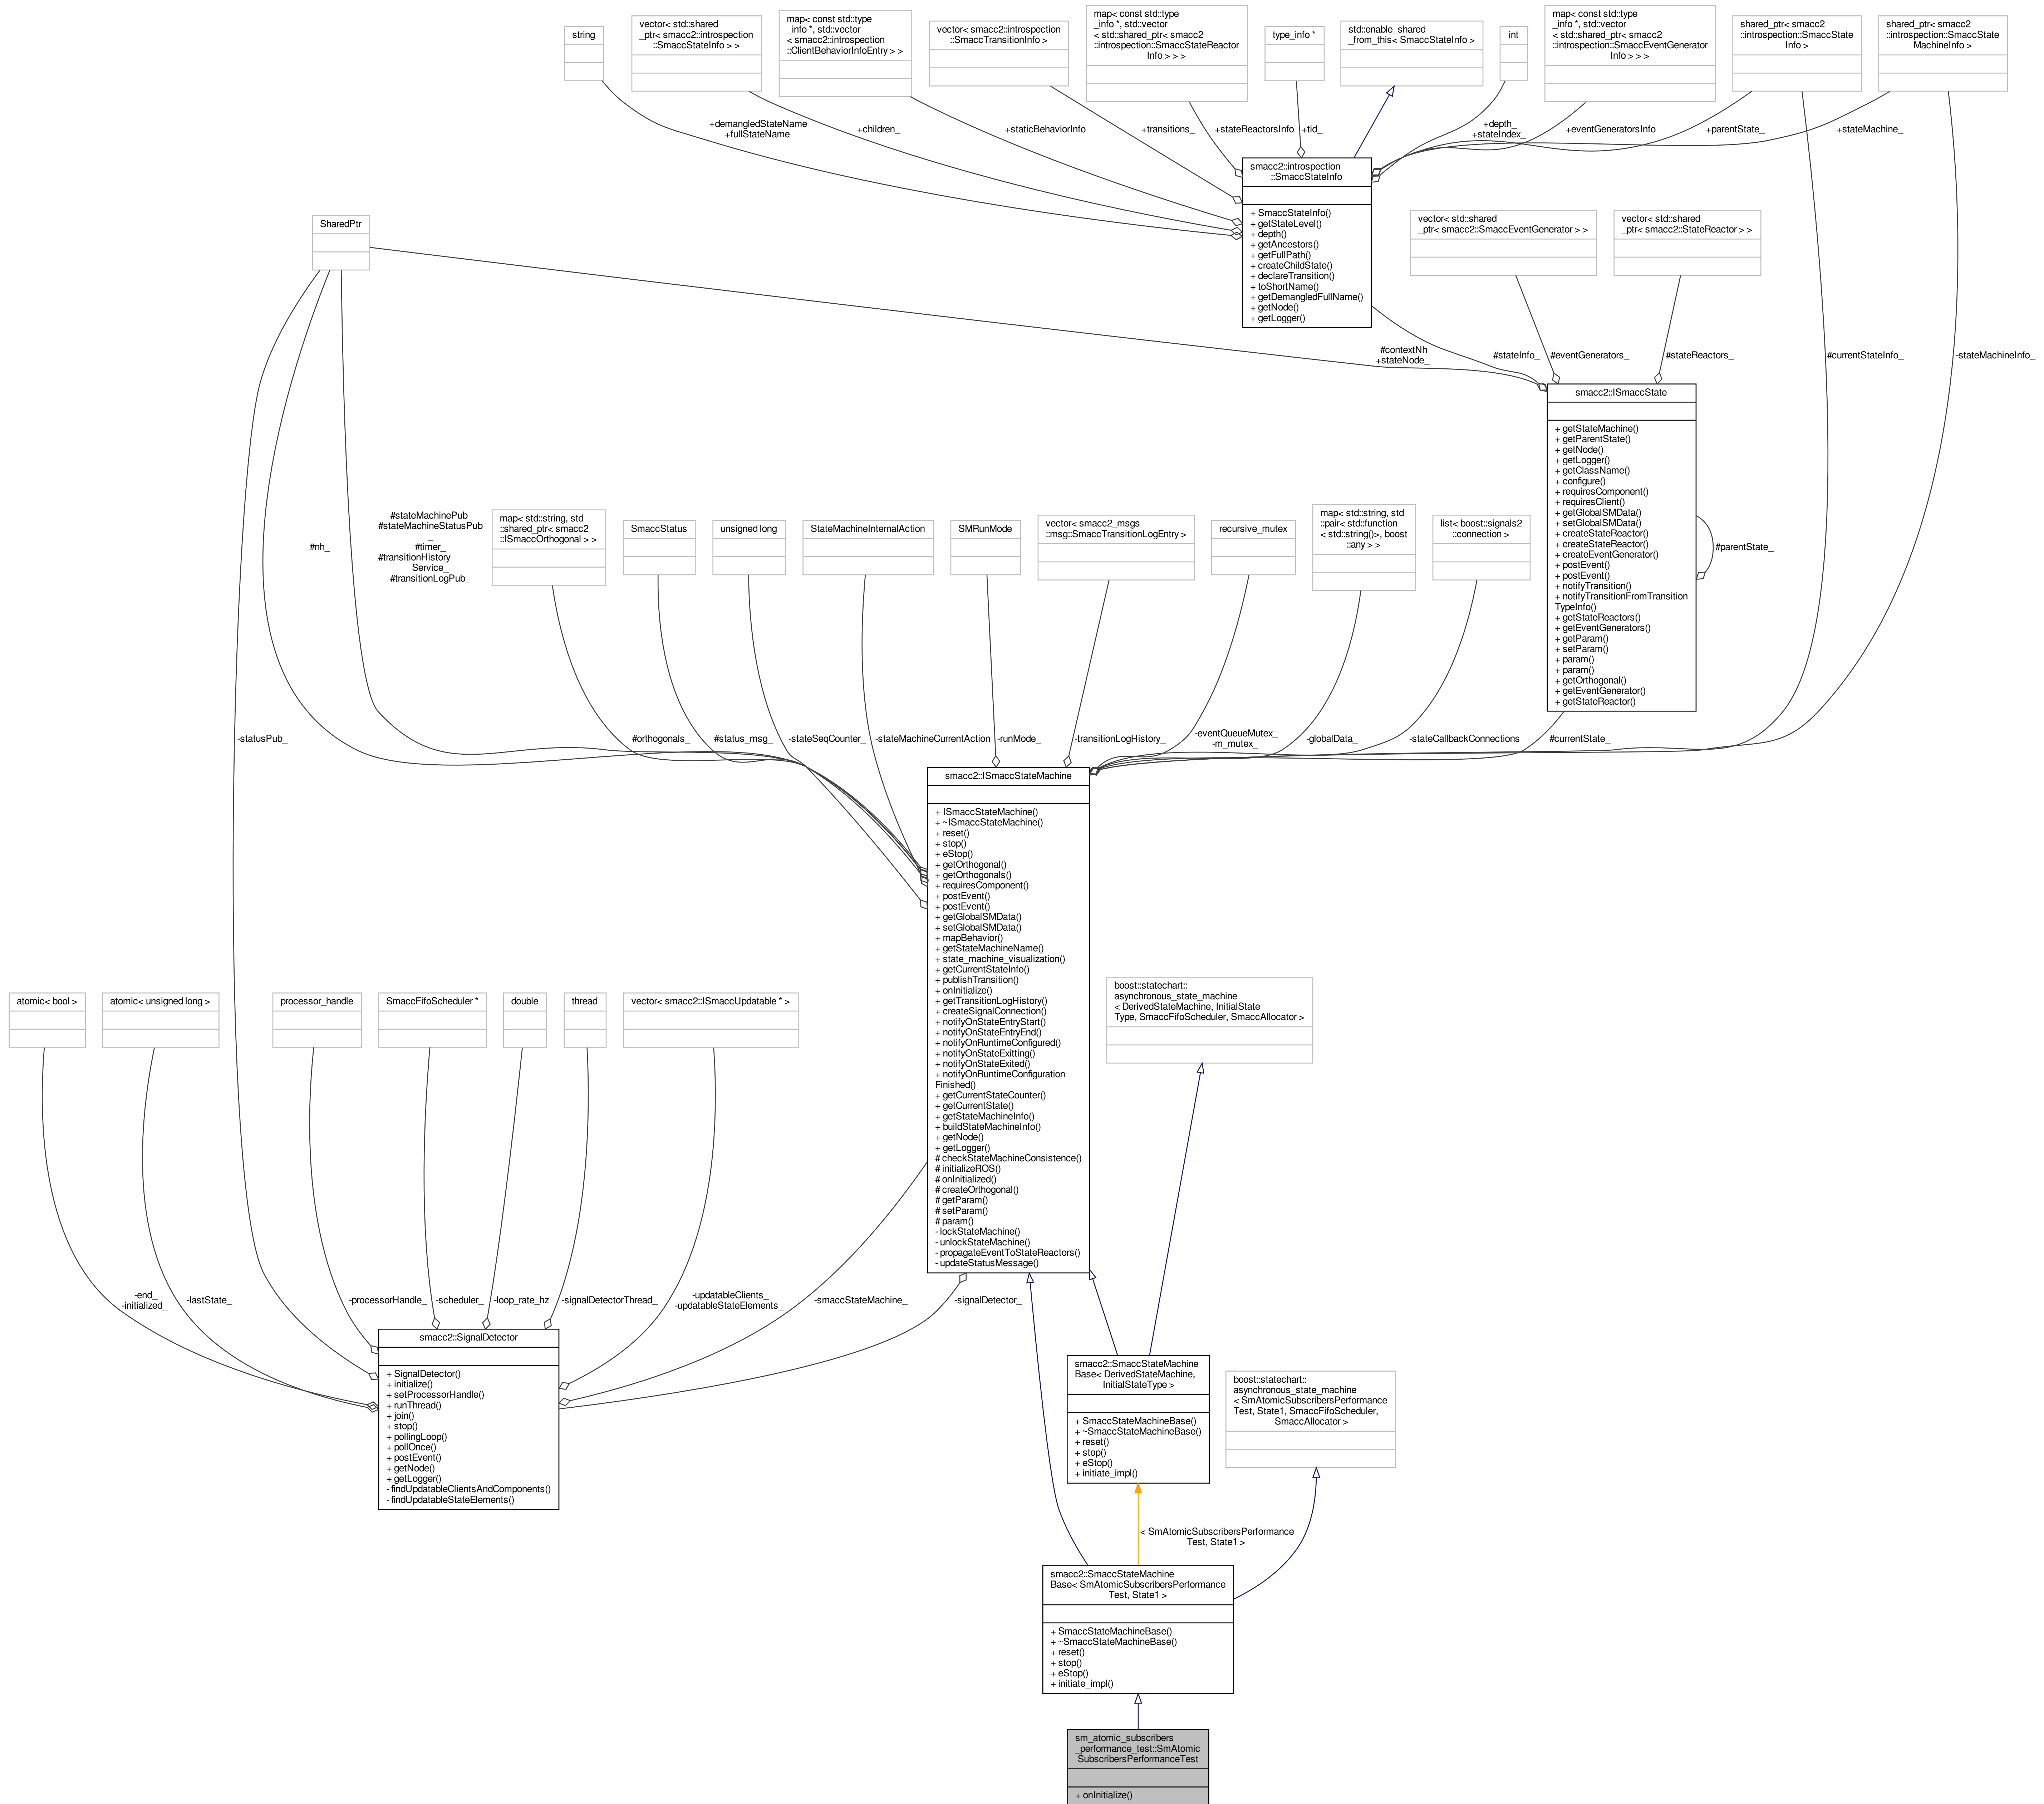 string
vector< std::shared
_ptr< smacc2::introspection
::SmaccStateInfo > >
map< const std::type
_info *, std::vector
< smacc2::introspection
::ClientBehaviorInfoEntry > >
vector< smacc2::introspection
::SmaccTransitionInfo >
map< const std::type
_info *, std::vector
< std::shared_ptr< smacc2
::introspection::SmaccStateReactor
Info > > >
type_info *
std::enable_shared
_from_this< SmaccStateInfo >
int
map< const std::type
_info *, std::vector
< std::shared_ptr< smacc2
::introspection::SmaccEventGenerator
Info > > >
shared_ptr< smacc2
::introspection::SmaccState
Info >
shared_ptr< smacc2
::introspection::SmaccState
MachineInfo >
+demangledStateName
+fullStateName
+children_
+staticBehaviorInfo
+transitions_
+stateReactorsInfo
+tid_
+depth_
+stateIndex_
+eventGeneratorsInfo
+parentState_
+stateMachine_
smacc2::introspection
::SmaccStateInfo
+ SmaccStateInfo()
+ getStateLevel()
+ depth()
+ getAncestors()
+ getFullPath()
+ createChildState()
+ declareTransition()
+ toShortName()
+ getDemangledFullName()
+ getNode()
+ getLogger()
SharedPtr
vector< std::shared
_ptr< smacc2::SmaccEventGenerator > >
vector< std::shared
_ptr< smacc2::StateReactor > >
#contextNh
+stateNode_
#stateInfo_
#eventGenerators_
#stateReactors_
#currentStateInfo_
-stateMachineInfo_
smacc2::ISmaccState
+ getStateMachine()
+ getParentState()
+ getNode()
+ getLogger()
+ getClassName()
+ configure()
+ requiresComponent()
+ requiresClient()
+ getGlobalSMData()
+ setGlobalSMData()
+ createStateReactor()
+ createStateReactor()
+ createEventGenerator()
+ postEvent()
+ postEvent()
+ notifyTransition()
+ notifyTransitionFromTransition
TypeInfo()
+ getStateReactors()
+ getEventGenerators()
+ getParam()
+ setParam()
+ param()
+ param()
+ getOrthogonal()
+ getEventGenerator()
+ getStateReactor()
#parentState_
#nh_
#stateMachinePub_
#stateMachineStatusPub
_
#timer_
#transitionHistory
Service_
#transitionLogPub_
map< std::string, std
::shared_ptr< smacc2
::ISmaccOrthogonal > >
SmaccStatus
unsigned long
StateMachineInternalAction
SMRunMode
vector< smacc2_msgs
::msg::SmaccTransitionLogEntry >
recursive_mutex
map< std::string, std
::pair< std::function
< std::string()>, boost
::any > >
list< boost::signals2
::connection >
-statusPub_
#orthogonals_
#status_msg_
-stateSeqCounter_
-stateMachineCurrentAction
-runMode_
-transitionLogHistory_
-eventQueueMutex_
-m_mutex_
-globalData_
-stateCallbackConnections
#currentState_
smacc2::ISmaccStateMachine
+ ISmaccStateMachine()
+ ~ISmaccStateMachine()
+ reset()
+ stop()
+ eStop()
+ getOrthogonal()
+ getOrthogonals()
+ requiresComponent()
+ postEvent()
+ postEvent()
+ getGlobalSMData()
+ setGlobalSMData()
+ mapBehavior()
+ getStateMachineName()
+ state_machine_visualization()
+ getCurrentStateInfo()
+ publishTransition()
+ onInitialize()
+ getTransitionLogHistory()
+ createSignalConnection()
+ notifyOnStateEntryStart()
+ notifyOnStateEntryEnd()
+ notifyOnRuntimeConfigured()
+ notifyOnStateExitting()
+ notifyOnStateExited()
+ notifyOnRuntimeConfiguration
Finished()
+ getCurrentStateCounter()
+ getCurrentState()
+ getStateMachineInfo()
+ buildStateMachineInfo()
+ getNode()
+ getLogger()
# checkStateMachineConsistence()
# initializeROS()
# onInitialized()
# createOrthogonal()
# getParam()
# setParam()
# param()
- lockStateMachine()
- unlockStateMachine()
- propagateEventToStateReactors()
- updateStatusMessage()
atomic< bool >
atomic< unsigned long >
processor_handle
SmaccFifoScheduler *
double
thread
vector< smacc2::ISmaccUpdatable * >
boost::statechart::
asynchronous_state_machine
< DerivedStateMachine, InitialState
Type, SmaccFifoScheduler, SmaccAllocator >
-end_
-initialized_
-lastState_
-processorHandle_
-scheduler_
-loop_rate_hz
-signalDetectorThread_
-updatableClients_
-updatableStateElements_
-smaccStateMachine_
-signalDetector_
smacc2::SignalDetector
+ SignalDetector()
+ initialize()
+ setProcessorHandle()
+ runThread()
+ join()
+ stop()
+ pollingLoop()
+ pollOnce()
+ postEvent()
+ getNode()
+ getLogger()
- findUpdatableClientsAndComponents()
- findUpdatableStateElements()
smacc2::SmaccStateMachine
Base< DerivedStateMachine,
InitialStateType >
+ SmaccStateMachineBase()
+ ~SmaccStateMachineBase()
+ reset()
+ stop()
+ eStop()
+ initiate_impl()
boost::statechart::
asynchronous_state_machine
< SmAtomicSubscribersPerformance
Test, State1, SmaccFifoScheduler,
SmaccAllocator >
< SmAtomicSubscribersPerformance
Test, State1 >
smacc2::SmaccStateMachine
Base< SmAtomicSubscribersPerformance
Test, State1 >
+ SmaccStateMachineBase()
+ ~SmaccStateMachineBase()
+ reset()
+ stop()
+ eStop()
+ initiate_impl()
sm_atomic_subscribers
_performance_test::SmAtomic
SubscribersPerformanceTest
+ onInitialize()